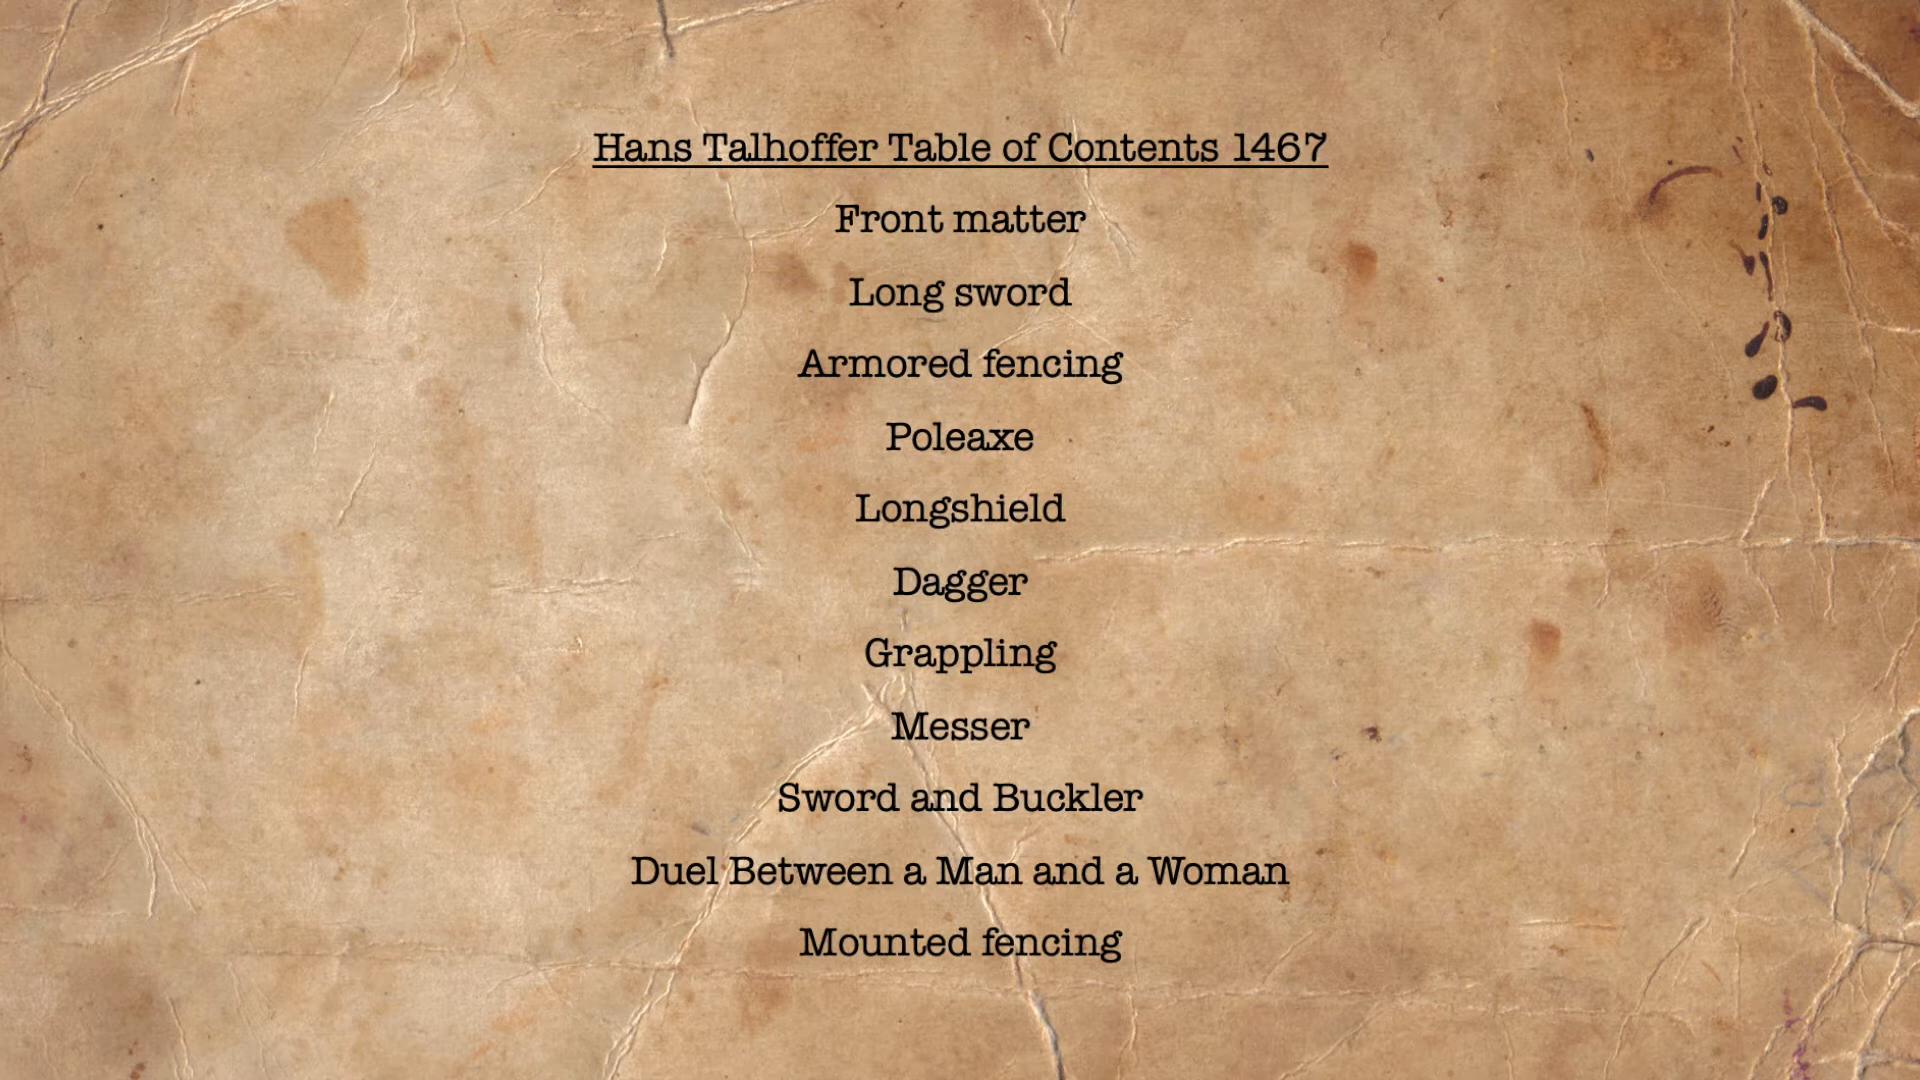 Hans Talhoffer Table of Contents 1467
Front matter
Long sword
Armored fencing
Poleaxe
Longshield
Dagger
Grappling
Messer
Sword and Buckler
Duel Between a Man and a Woman
Mounted fencing